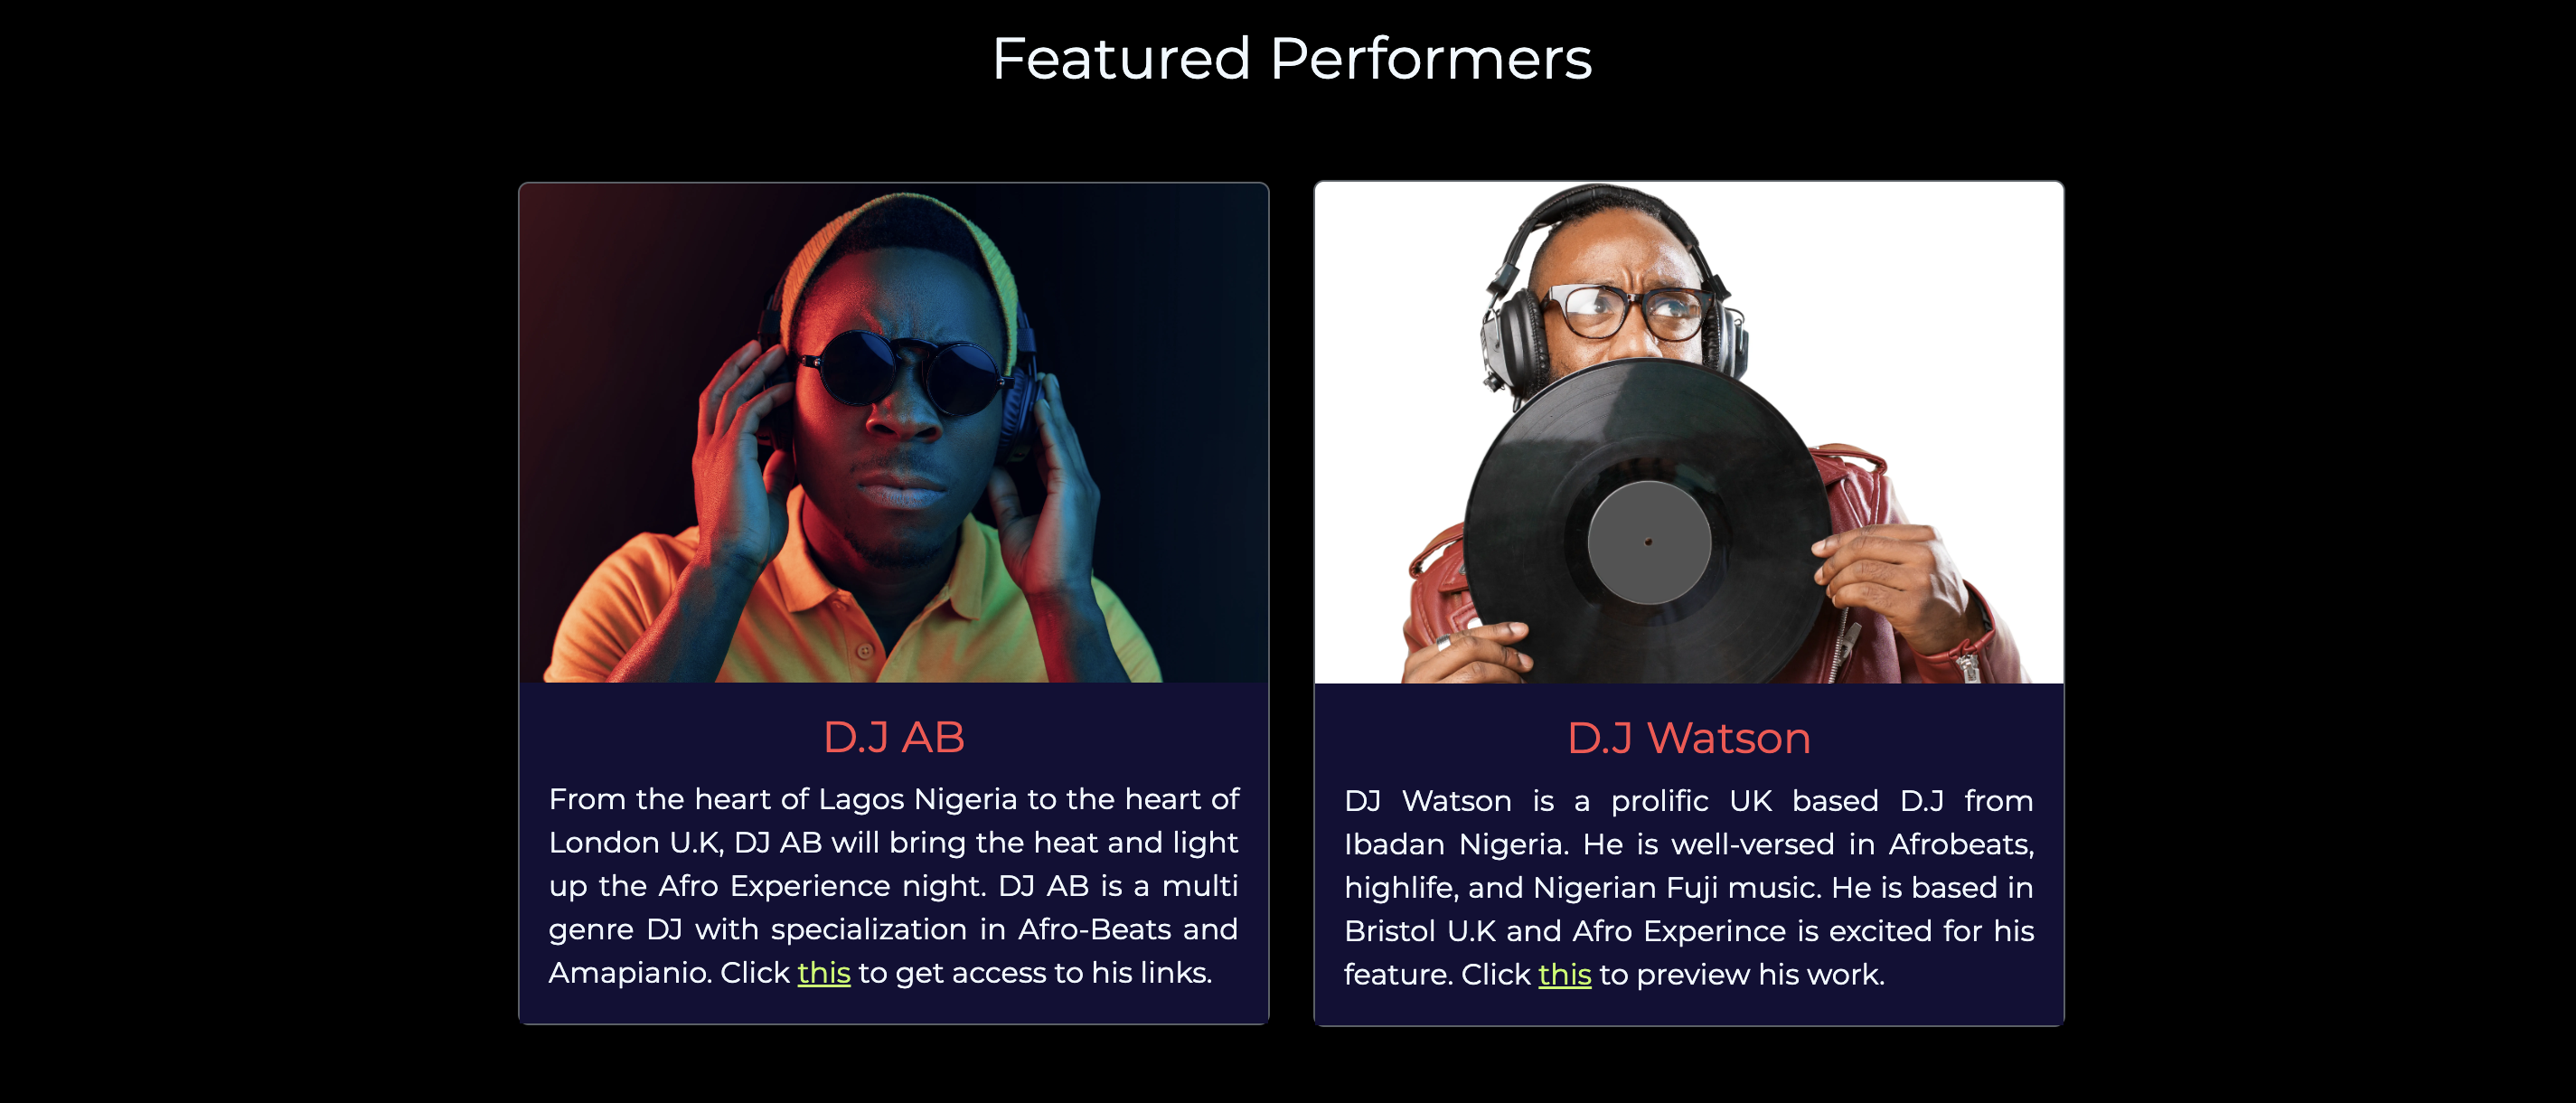 Featured Performers
D.J AB
From the heart of Lagos Nigeria to the heart of
London U.K, DJ AB will bring the heat and light
up the Afro Experience night. DJ AB is a multi
genre DJ with specialization in Afro-Beats and
Amapianio. Click this to get access to his links.
D.J Watson
DJ Watson is a prolific UK based D.J from
Ibadan Nigeria. He is well-versed in Afrobeats,
highlife, and Nigerian Fuji music. He is based in
Bristol U.K and Afro Experince is excited for his
feature. Click this to preview his work.